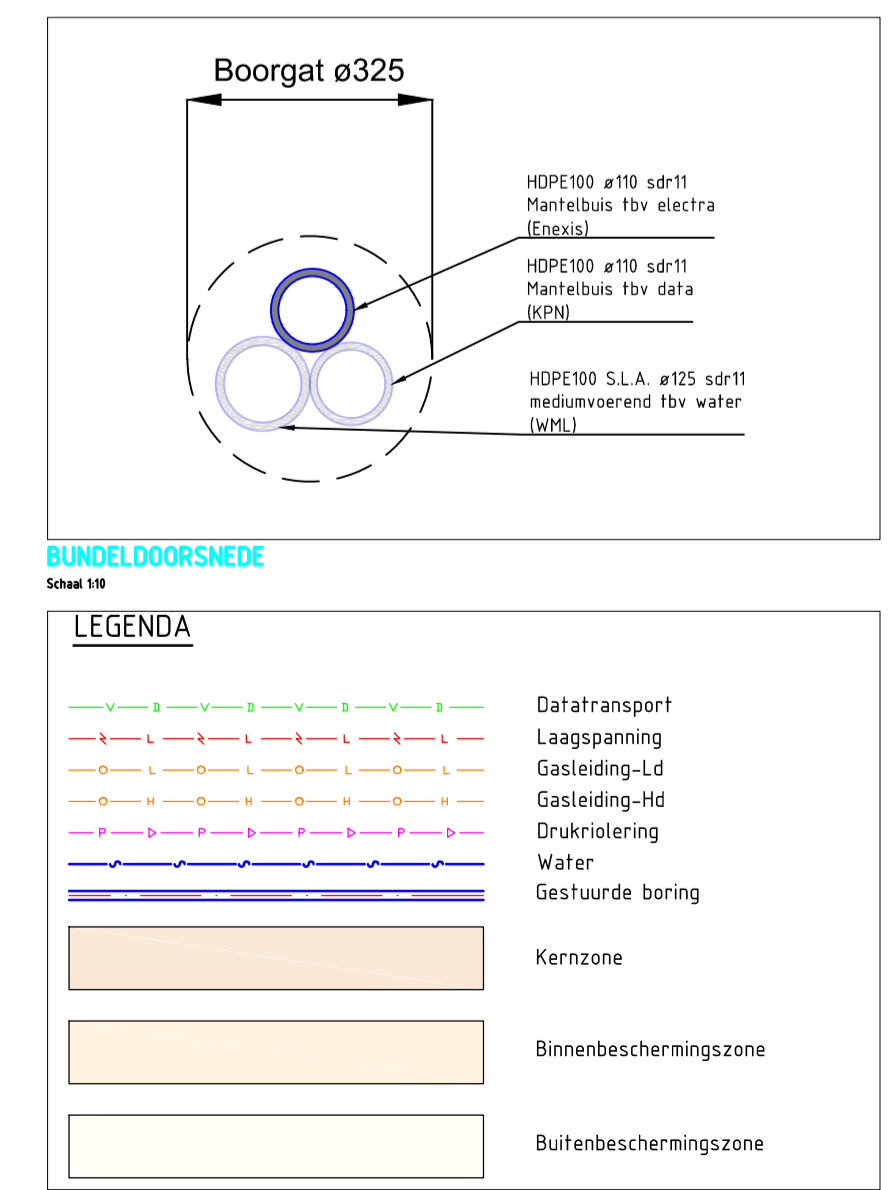 Boorgat ø325
HDPE100 ø110 sdr11
Mantelbuis tbv electra
(Enexis)
HDPE100 ø110 sdr11
Mantelbuis tbv data
(KPN)
HDPE100 S.L.A. ø125 sdr11
mediumvoerend tbv water
(WML)
BUNDELDOORSNEDE
Schaal 1:10
LEGENDA
V D V D V D V D Datatransport
L L L L Laagspanning
O L O L O L O L Gasleiding-Ld
O H O H O H O H Gasleiding-Hd
P P P P Drukriolering
Water
Gestuurde boring
Kernzone
Binnenbeschermingszone
Buitenbeschermingszone